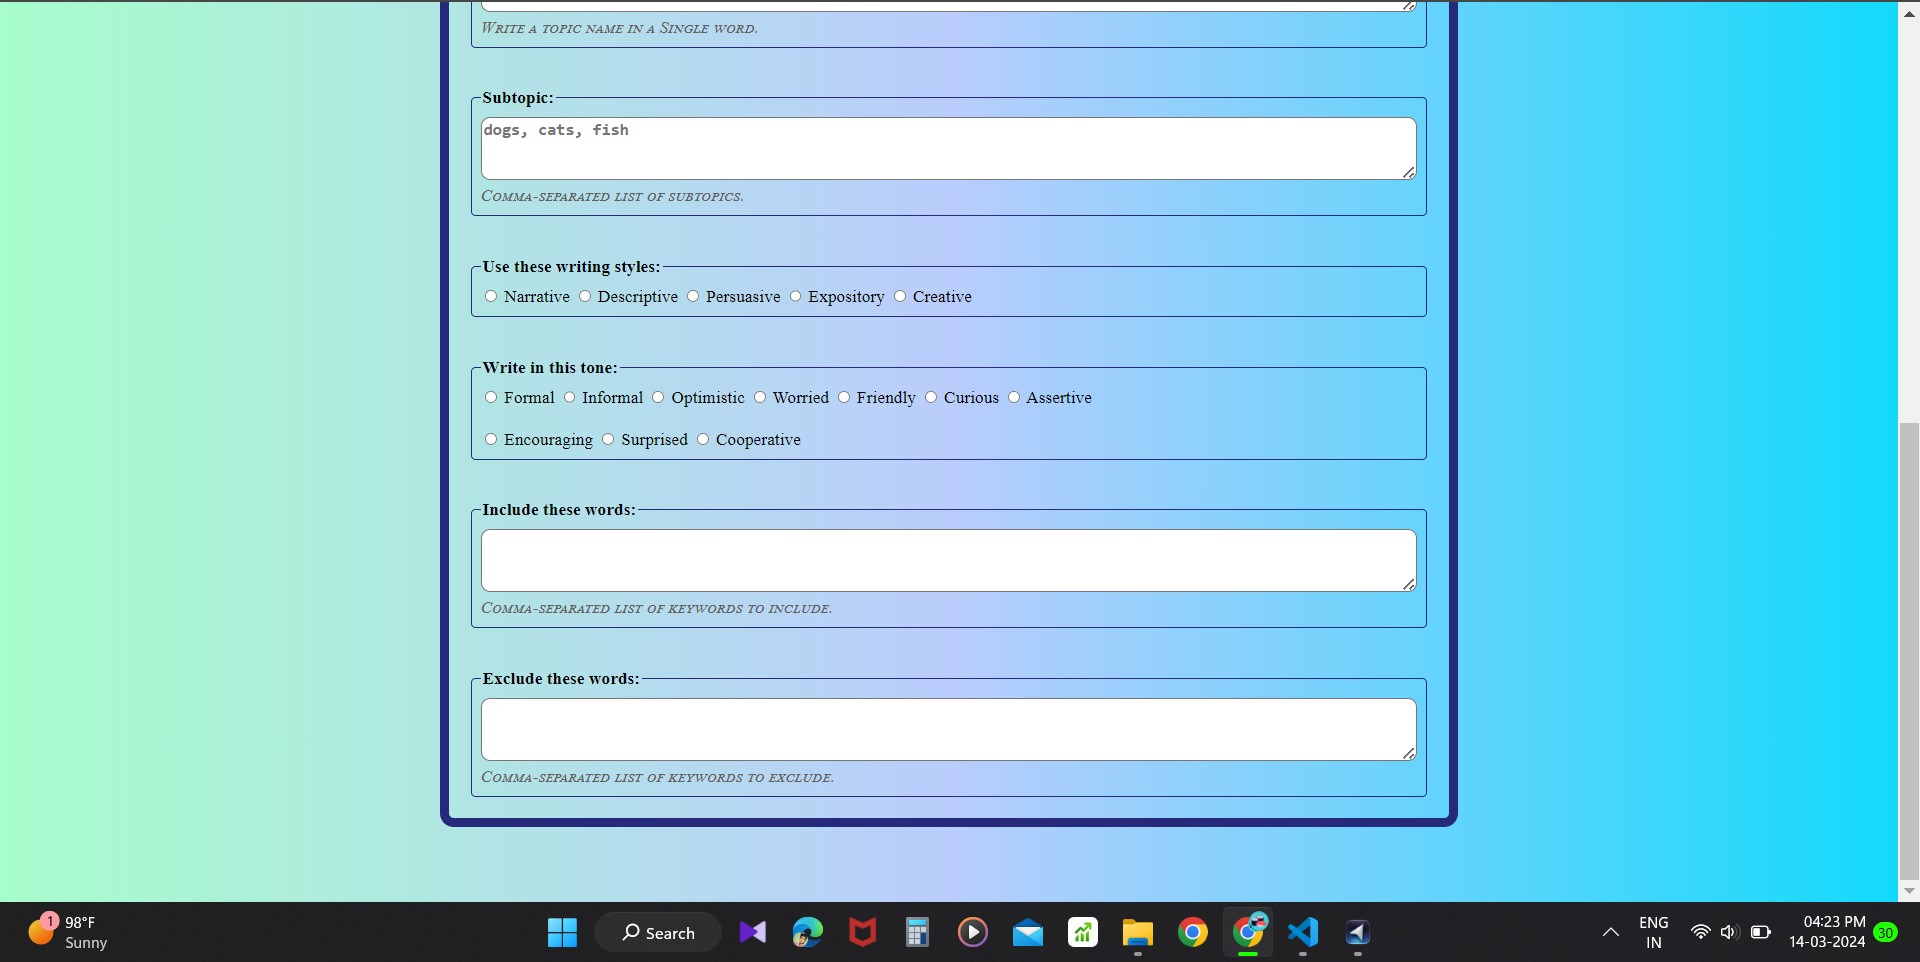 Write a topic name in a Single word.
Subtopic:
dogs, cats, fish
Comma-separated list of subtopics.
Use these writing styles:
Narrative Descriptive Persuasive Expository Creative
Write in this tone:
Formal Informal Optimistic Worried Friendly Curious Assertive
Encouraging Surprised Cooperative
Include these words:
Comma-separated list of keywords to include.
Exclude these words:
Comma-separated list of keywords to exclude.
1
98°F
Sunny
Search
ENG
IN
04:23 PM
14-03-2024
30